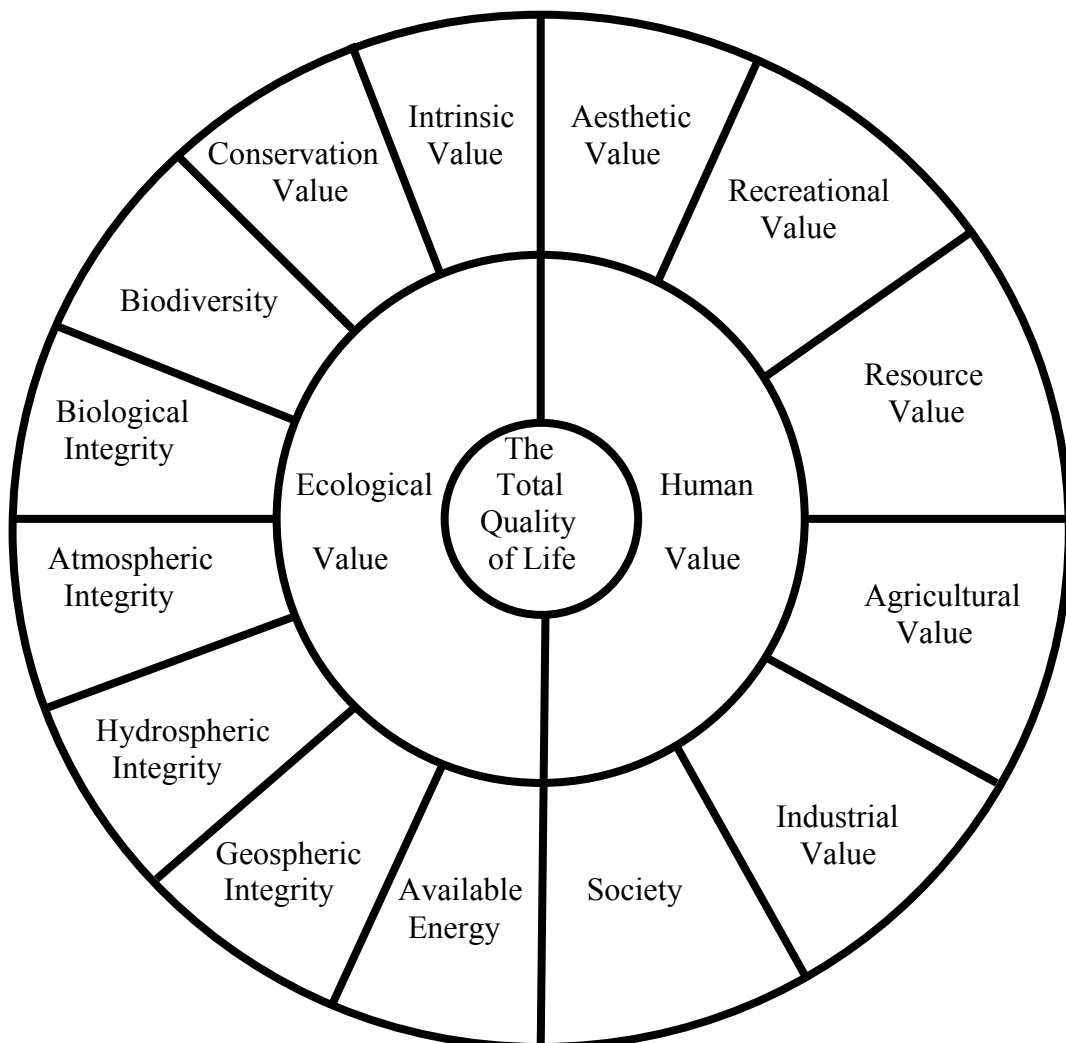 Intrinsic
Value
Aesthetic
Value
Conservation
Value
Recreational
Value
Biodiversity
Resource
Value
Biological
Integrity
The
Total
Quality
of Life
Ecological
Value
Human
Value
Atmospheric
Integrity
Agricultural
Value
Hydrospheric
Integrity
Industrial
Value
Geospheric
Integrity
Available
Energy
Society